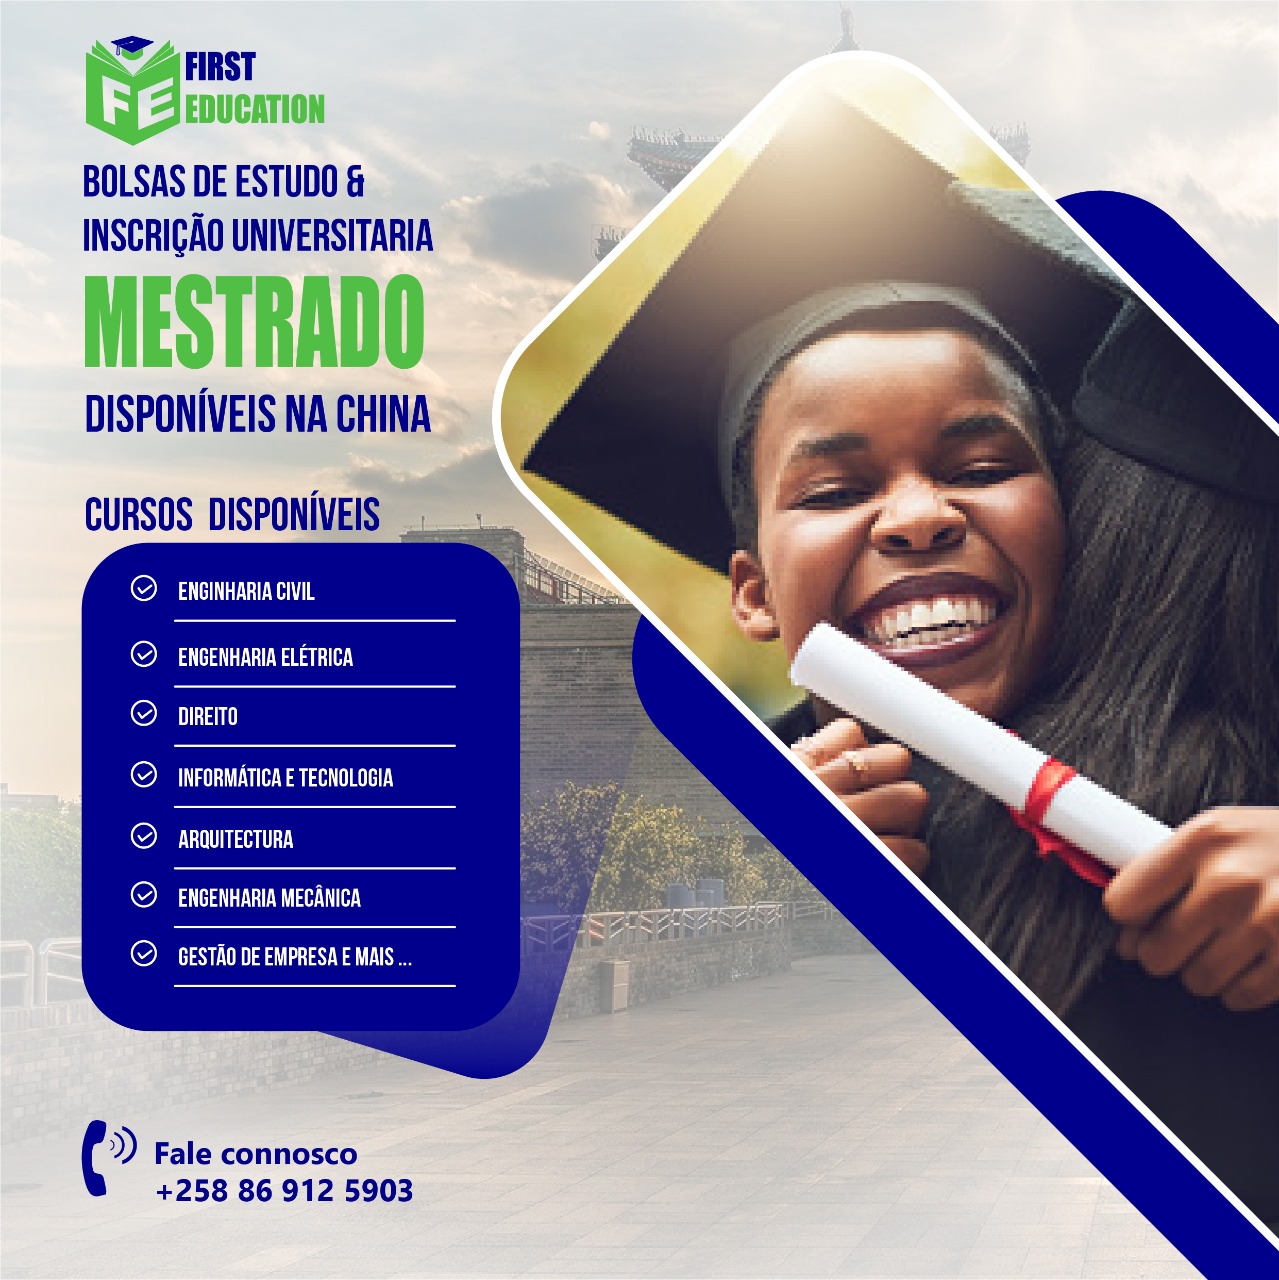 FE
FIRST
EDUCATION
BOLSAS DE ESTUDO &
INSCRIÇÃO UNIVERSITARIA
MESTRADO
DISPONÍVEIS NA CHINA
CURSOS DISPONÍVEIS
ENGINHARIA CIVIL
ENGENHARIA ELÉTRICA
DIREITO
INFORMÁTICA E TECNOLOGIA
ARQUITECTURA
ENGENHARIA MECÂNICA
GESTÃO DE EMPRESA E MAIS ...
Fale connosco
+258 86 912 5903